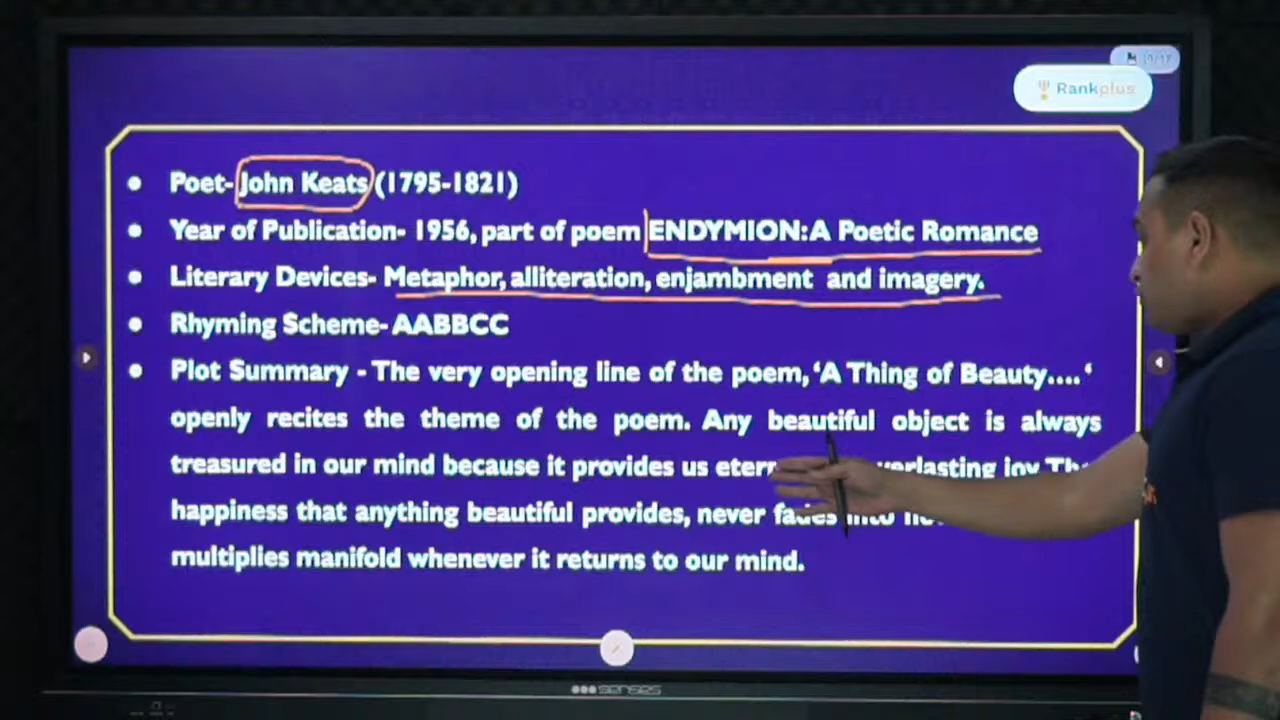 Rankplus
Poet- John Keats (1795-1821)
Year of Publication- 1956, part of poem ENDYMION:A Poetic Romance
Literary Devices- Metaphor, alliteration, enjambment and imagery.
Rhyming Scheme- AABBCC
Plot Summary - The very opening line of the poem, ‘A Thing of Beauty.... ‘
openly recites the theme of the poem. Any beautiful object is always
treasured in our mind because it provides us joy
happiness that anything beautiful provides, never fades
multiplies manifold whenever it returns to our mind.
senses